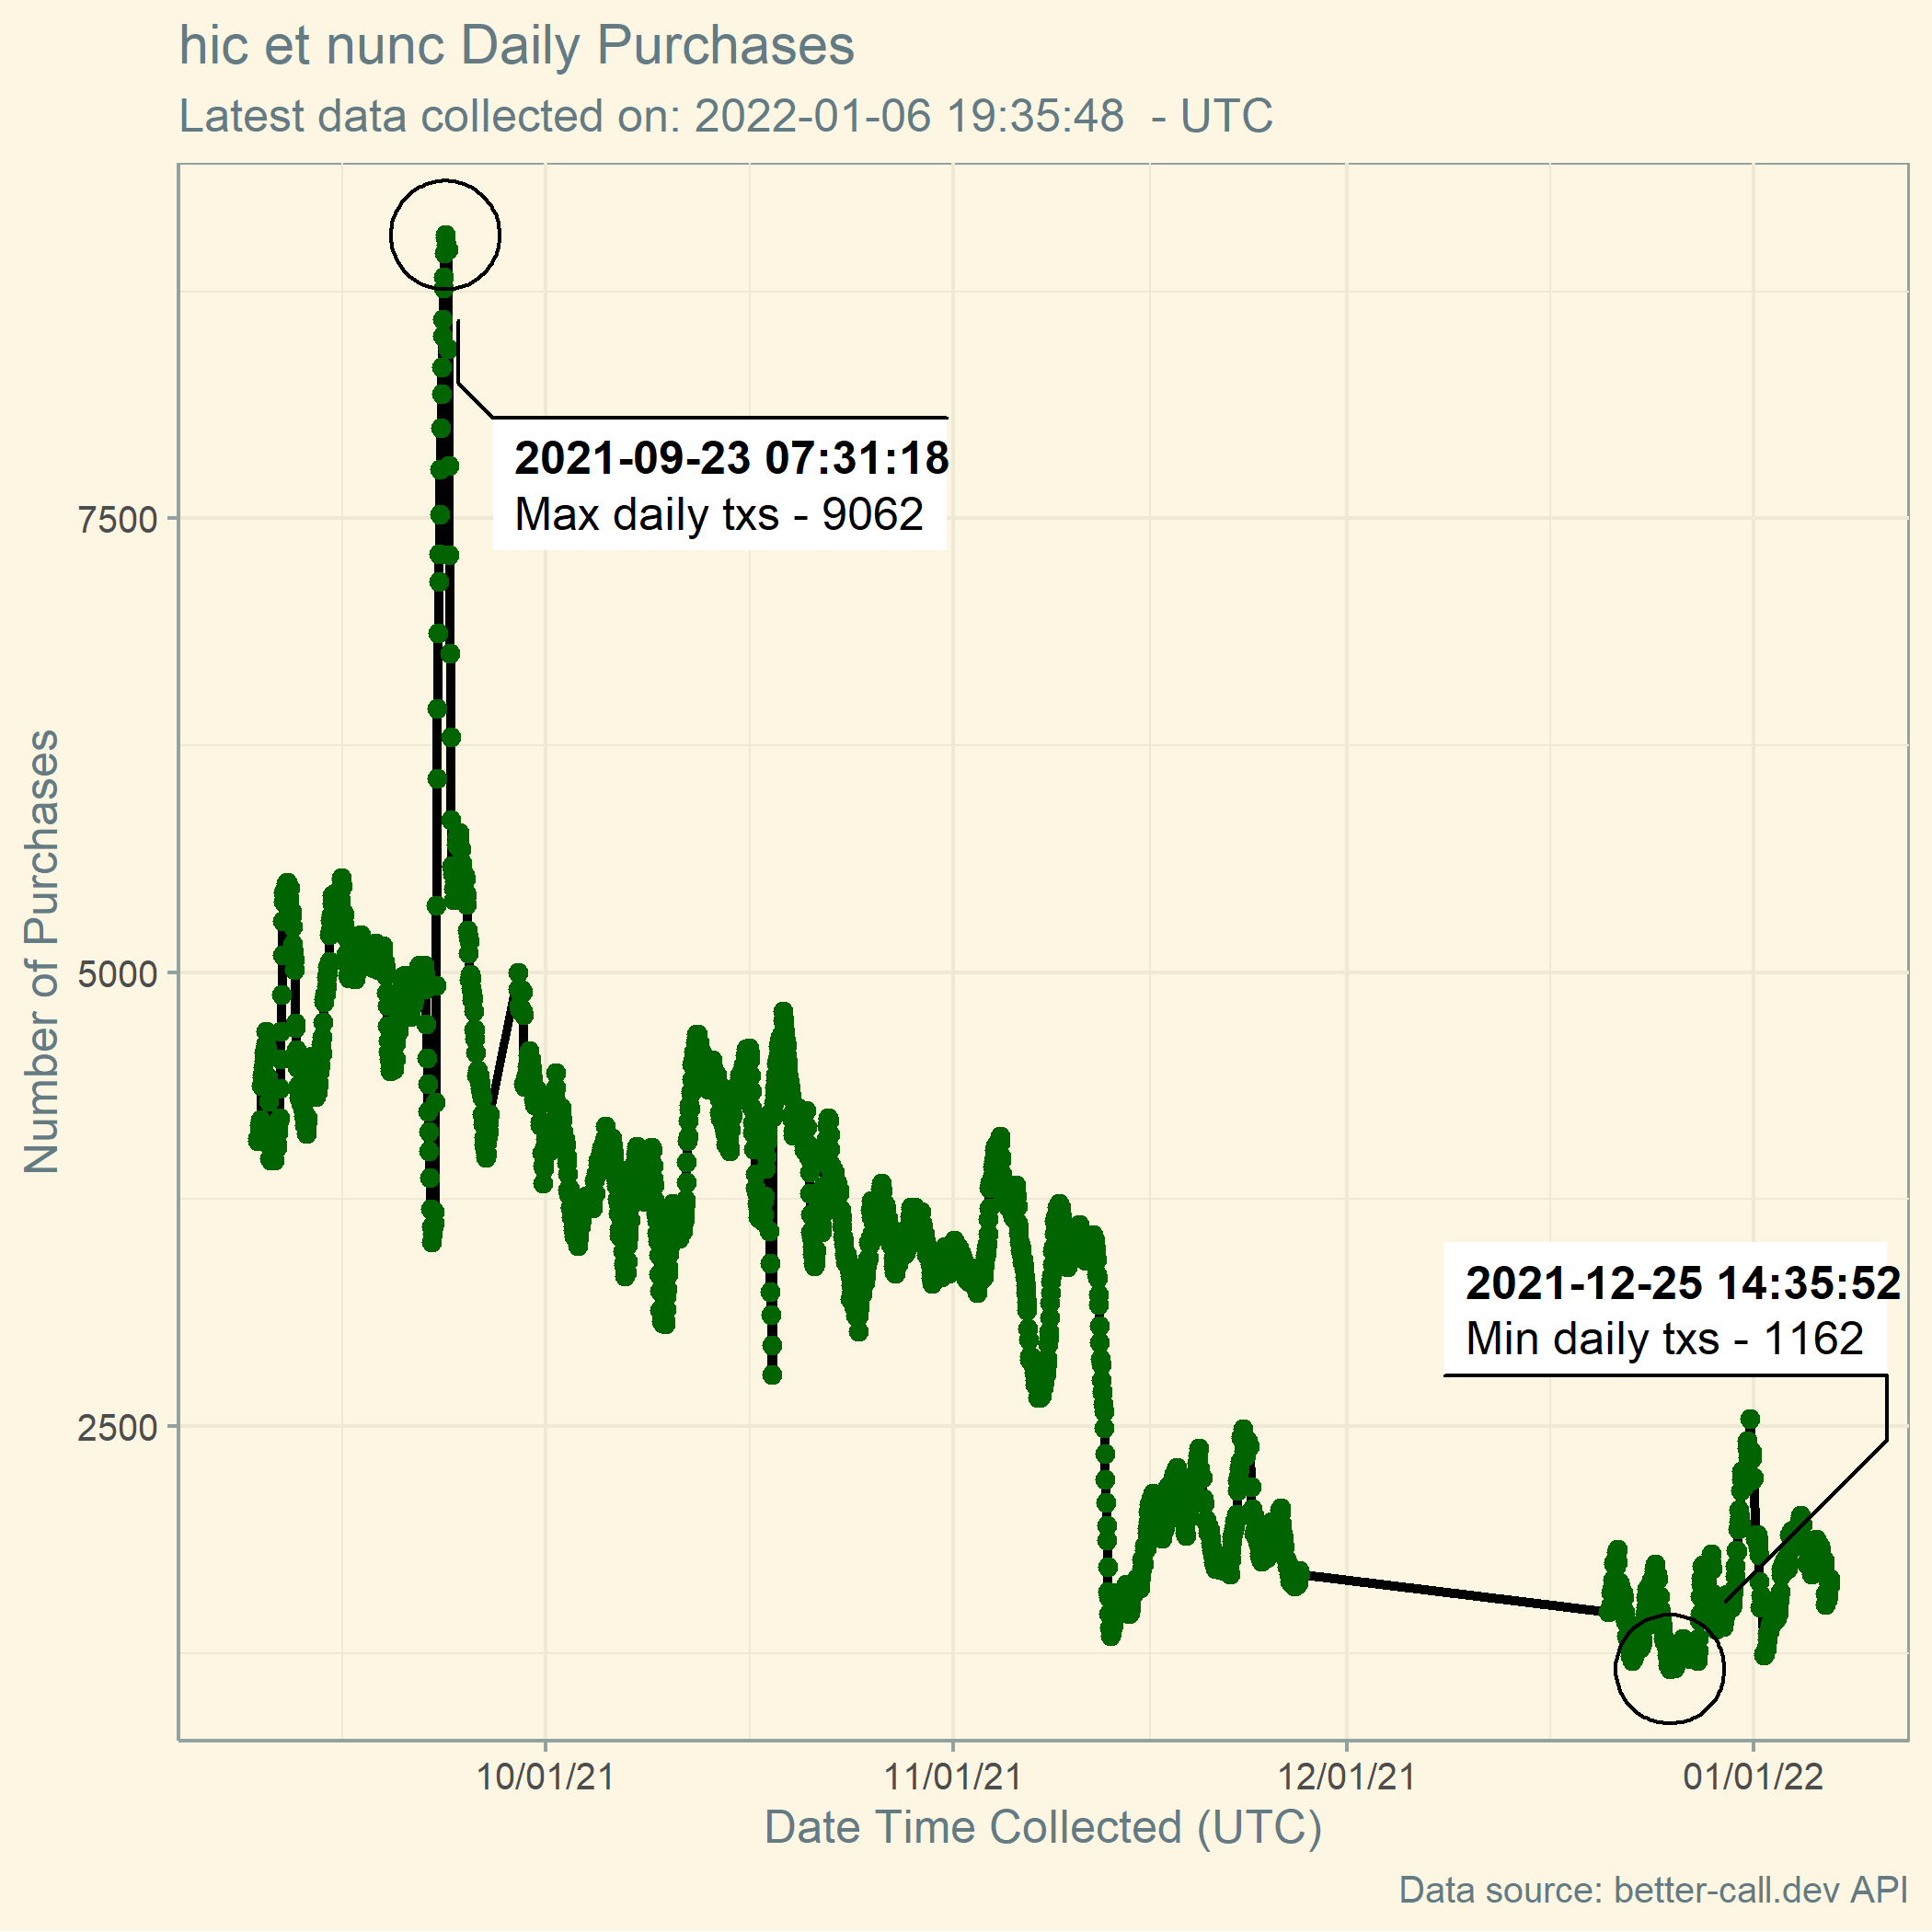 hic et nunc Daily Purchases
Latest data collected on: 2022-01-06 19:35:48  - UTC
2021-09-23 07:31:18
Max daily txs - 9062
7500
Number of Purchases
5000
2021-12-25 14:35:52
Min daily txs - 1162
2500
10/01/21
11/01/21
12/01/21
01/01/22
Date Time Collected (UTC)
Data source: better-call.dev API